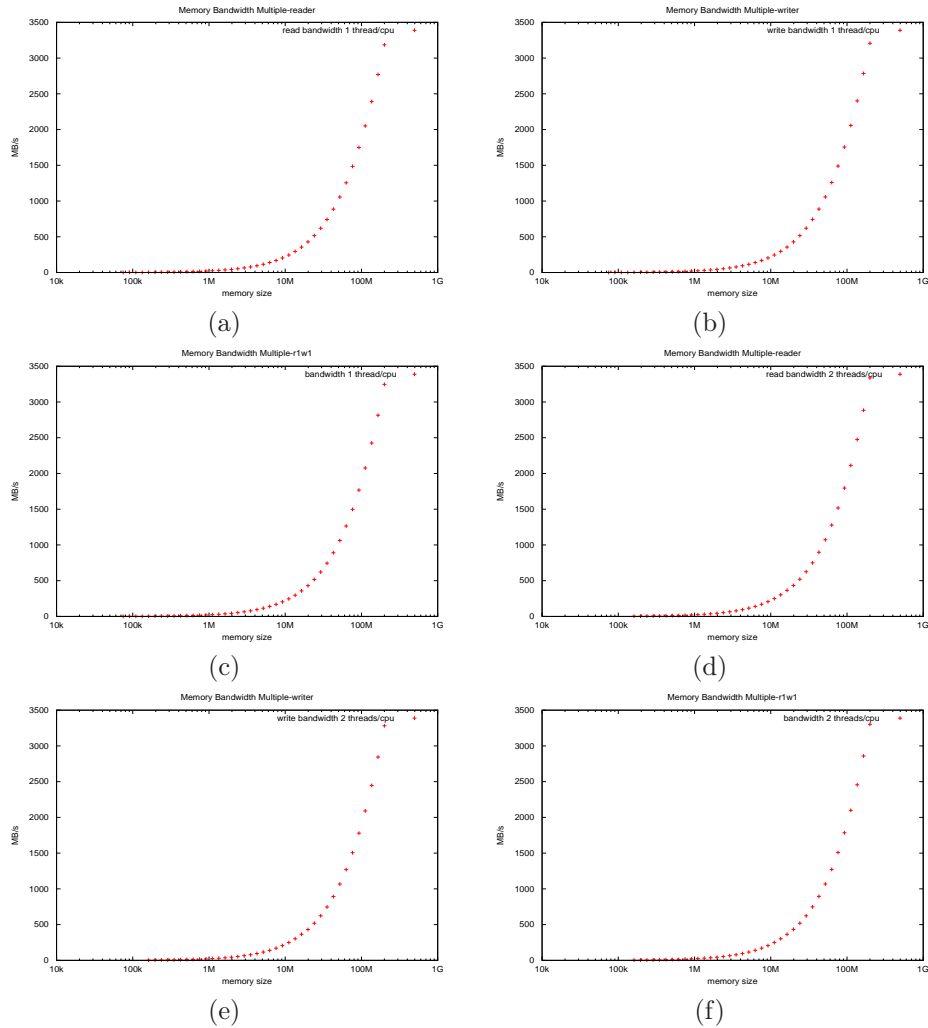 Memory Bandwidth Multiple-reader
read bandwidth 1 thread/cpu
3500
3000
2500
2000
1500
1000
500
0
MB/s
10k 100k 1M 10M 100M 1G
memory size
(a)
Memory Bandwidth Multiple-writer
write bandwidth 1 thread/cpu
3500
3000
2500
2000
1500
1000
500
0
MB/s
10k 100k 1M 10M 100M 1G
memory size
(b)
Memory Bandwidth Multiple-r1w1
bandwidth 1 thread/cpu
3500
3000
2500
2000
1500
1000
500
0
MB/s
10k 100k 1M 10M 100M 1G
memory size
(c)
Memory Bandwidth Multiple-reader
read bandwidth 2 threads/cpu
3500
3000
2500
2000
1500
1000
500
0
MB/s
10k 100k 1M 10M 100M 1G
memory size
(d)
Memory Bandwidth Multiple-writer
write bandwidth 2 threads/cpu
3500
3000
2500
2000
1500
1000
500
0
MB/s
10k 100k 1M 10M 100M 1G
memory size
(e)
Memory Bandwidth Multiple-r1w1
bandwidth 2 threads/cpu
3500
3000
2500
2000
1500
1000
500
0
MB/s
10k 100k 1M 10M 100M 1G
memory size
(f)